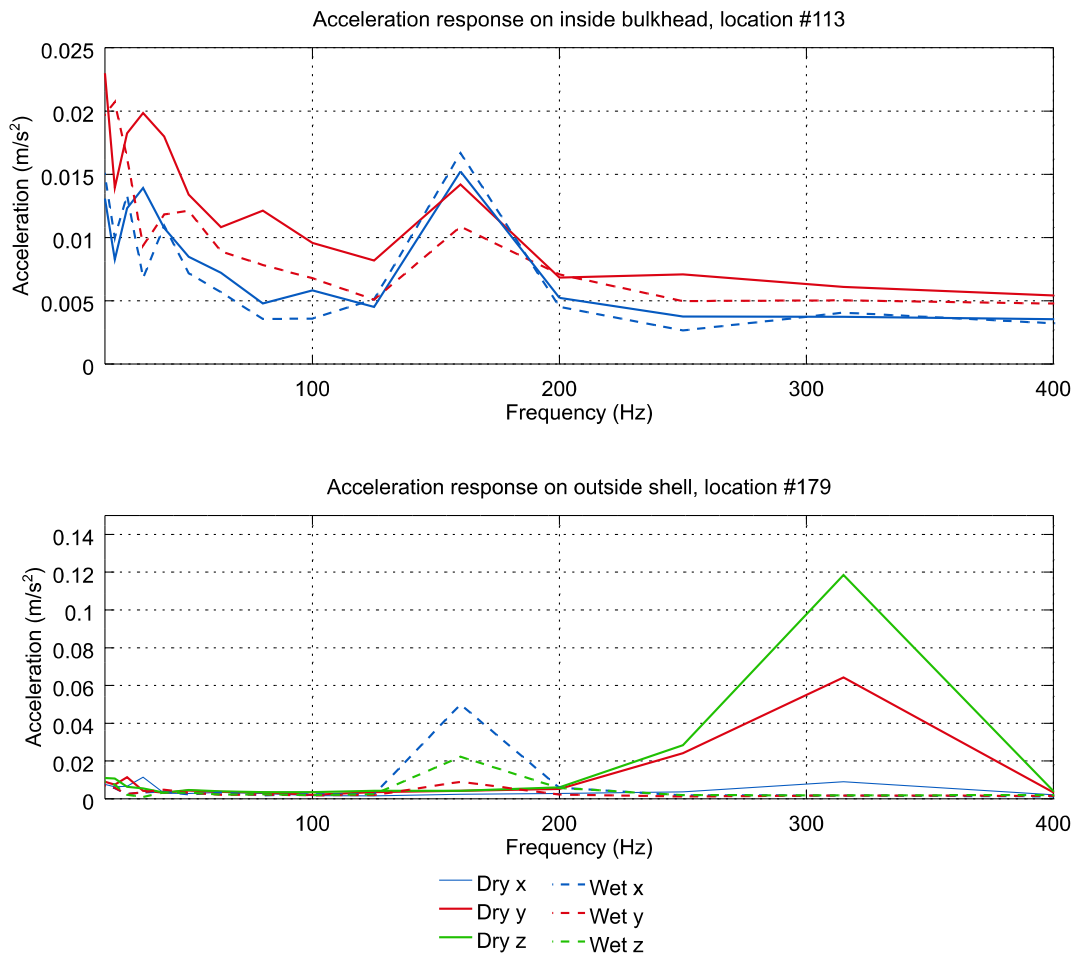 Acceleration response on inside bulkhead, location #113
0.025
0.02
0.015
0.01
0.005
0
Acceleration (m/s²)
100 200 300 400
Frequency (Hz)
Acceleration response on outside shell, location #179
0.14
0.12
0.1
0.08
0.06
0.04
0.02
0
Acceleration (m/s²)
100 200 300 400
Frequency (Hz)
Dry x Wet x
Dry y Wet y
Dry z Wet z